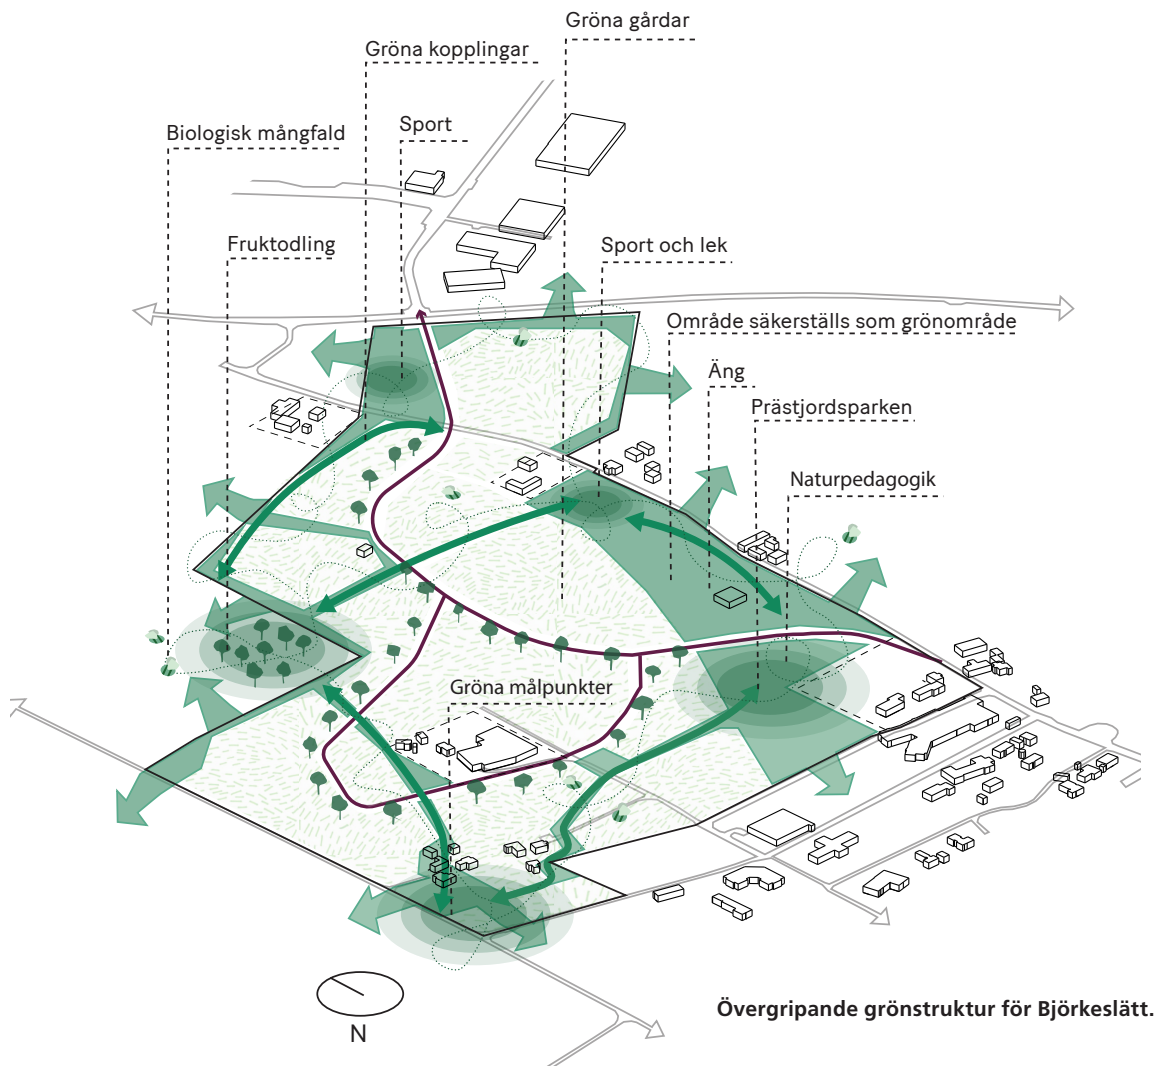 Gröna gårdar
Gröna kopplingar
Sport
Biologisk mångfald
Fruktodling
Sport och lek
Område säkerställs som grönområde
Äng
Prästjordsparken
Naturpedagogik
Gröna målpunkter
N
Övergripande grönstruktur för Björkeslätt.